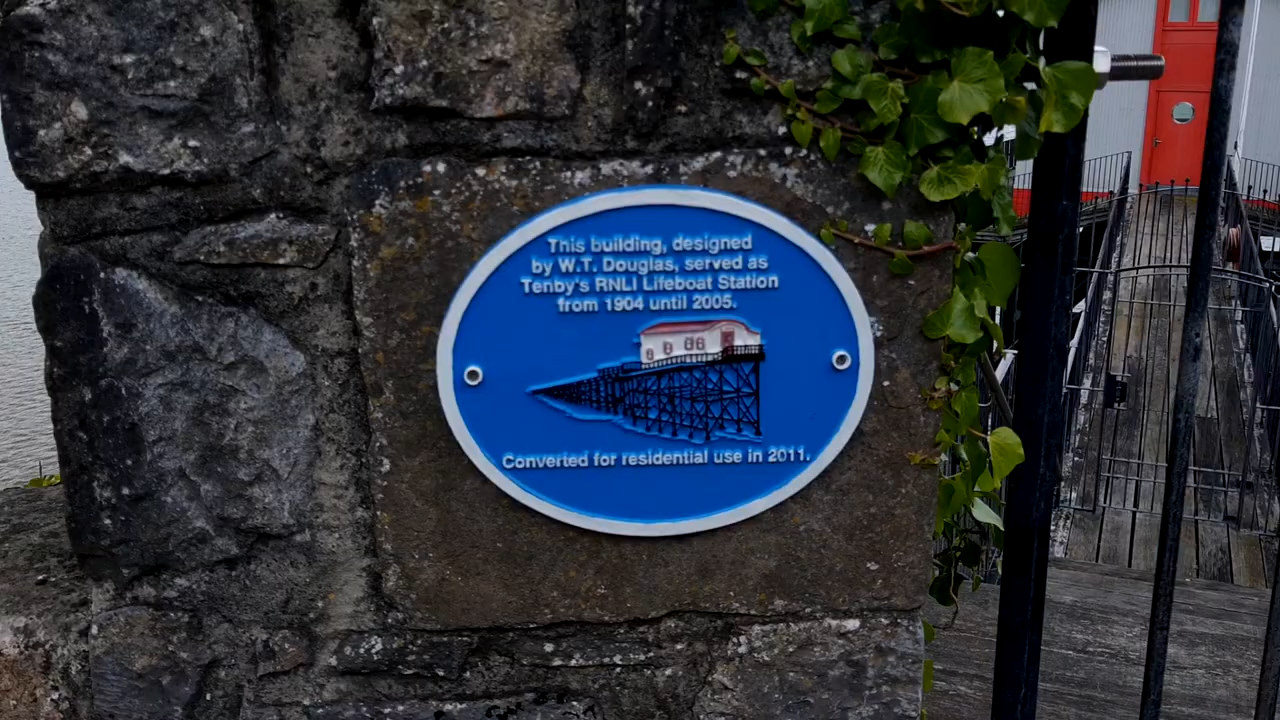 This building, designed
by W.T. Douglas, served as
Tenby's RNLI Lifeboat Station
from 1904 until 2005.
Converted for residential use in 2011.